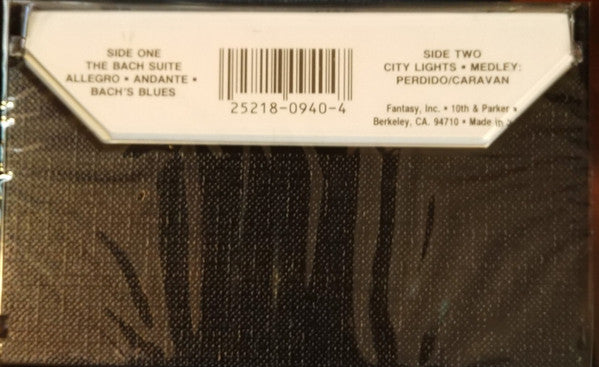 SIDE ONE
THE BACH SUITE
ALLEGRO • ANDANTE •
BACH'S BLUES
25218-0940-4
SIDE TWO
CITY LIGHTS • MEDLEY:
PERDIDO/CARAVAN
Fantasy, Inc. • 10th & Parker •
Berkeley, CA. 94710 • Made in